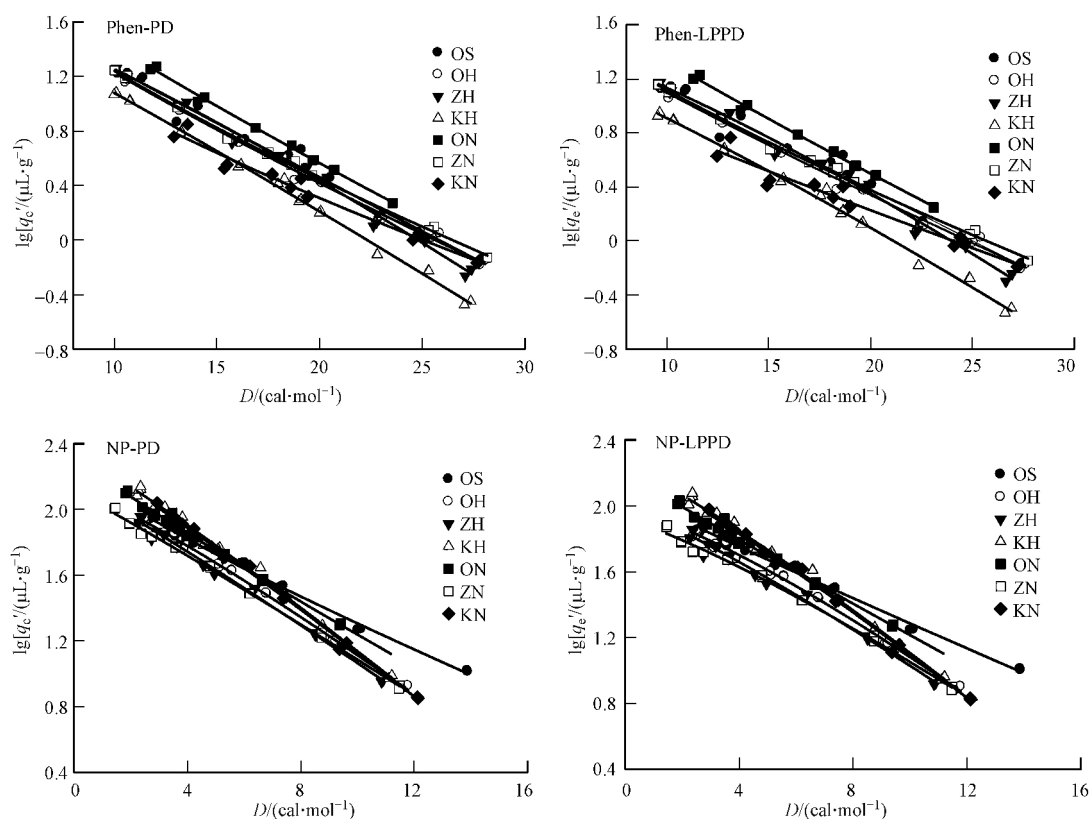 Phen-PD
1.6
1.2
0.8
0.4
0
−0.4
−0.8
lg[qe′/(μL·g−1)
OS
OH
ZH
KH
ON
ZN
KN
10 15 20 25 30
D/(cal·mol−1)
Phen-LPPD
1.6
1.2
0.8
0.4
0
−0.4
−0.8
lg[qe′/(μL·g−1)
OS
OH
ZH
KH
ON
ZN
KN
10 15 20 25 30
D/(cal·mol−1)
NP-PD
2.4
2.0
1.6
1.2
0.8
0.4
lg[qe′/(μL·g−1)
OS
OH
ZH
KH
ON
ZN
KN
0 4 8 12 16
D/(cal·mol−1)
NP-LPPD
2.4
2.0
1.6
1.2
0.8
0.4
lg[qe′/(μL·g−1)
OS
OH
ZH
KH
ON
ZN
KN
0 4 8 12 16
D/(cal·mol−1)